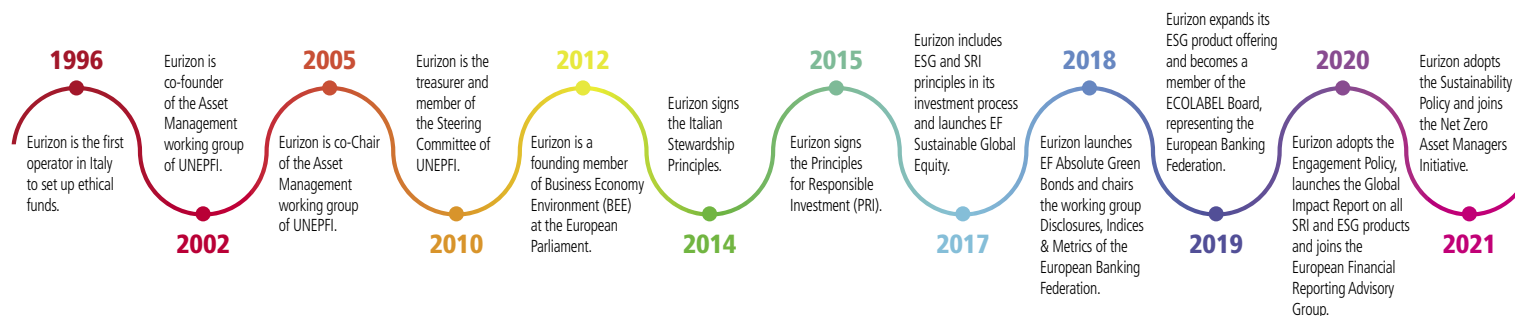 1996
Eurizon is the first
operator in Italy
to set up ethical
funds.
Eurizon is
co-founder
of the Asset
Management
working group
of UNEPFI.
2002
2005
Eurizon is co-Chair
of the Asset
Management
working group
of UNEPFI.
Eurizon is the
treasurer and
member of
the Steering
Committee of
UNEPFI.
2010
2012
Eurizon is a
founding member
of Business Economy
Environment (BEE)
at the European
Parliament.
Eurizon signs
the Italian
Stewardship
Principles.
2014
2015
Eurizon signs
the Principles
for Responsible
Investment (PRI).
Eurizon includes
ESG and SRI
principles in its
investment process
and launches EF
Sustainable Global
Equity.
2017
2018
Eurizon launches
EF Absolute Green
Bonds and chairs
the working group
Disclosures, Indices
& Metrics of the
European Banking
Federation.
Eurizon expands its
ESG product offering
and becomes a
member of the
ECOLABEL Board,
representing the
European Banking
Federation.
2019
2020
Eurizon adopts the
Engagement Policy,
launches the Global
Impact Report on all
SRI and ESG products
and joins the
European Financial
Reporting Advisory
Group.
Eurizon adopts
the Sustainability
Policy and joins
the Net Zero
Asset Managers
Initiative.
2021